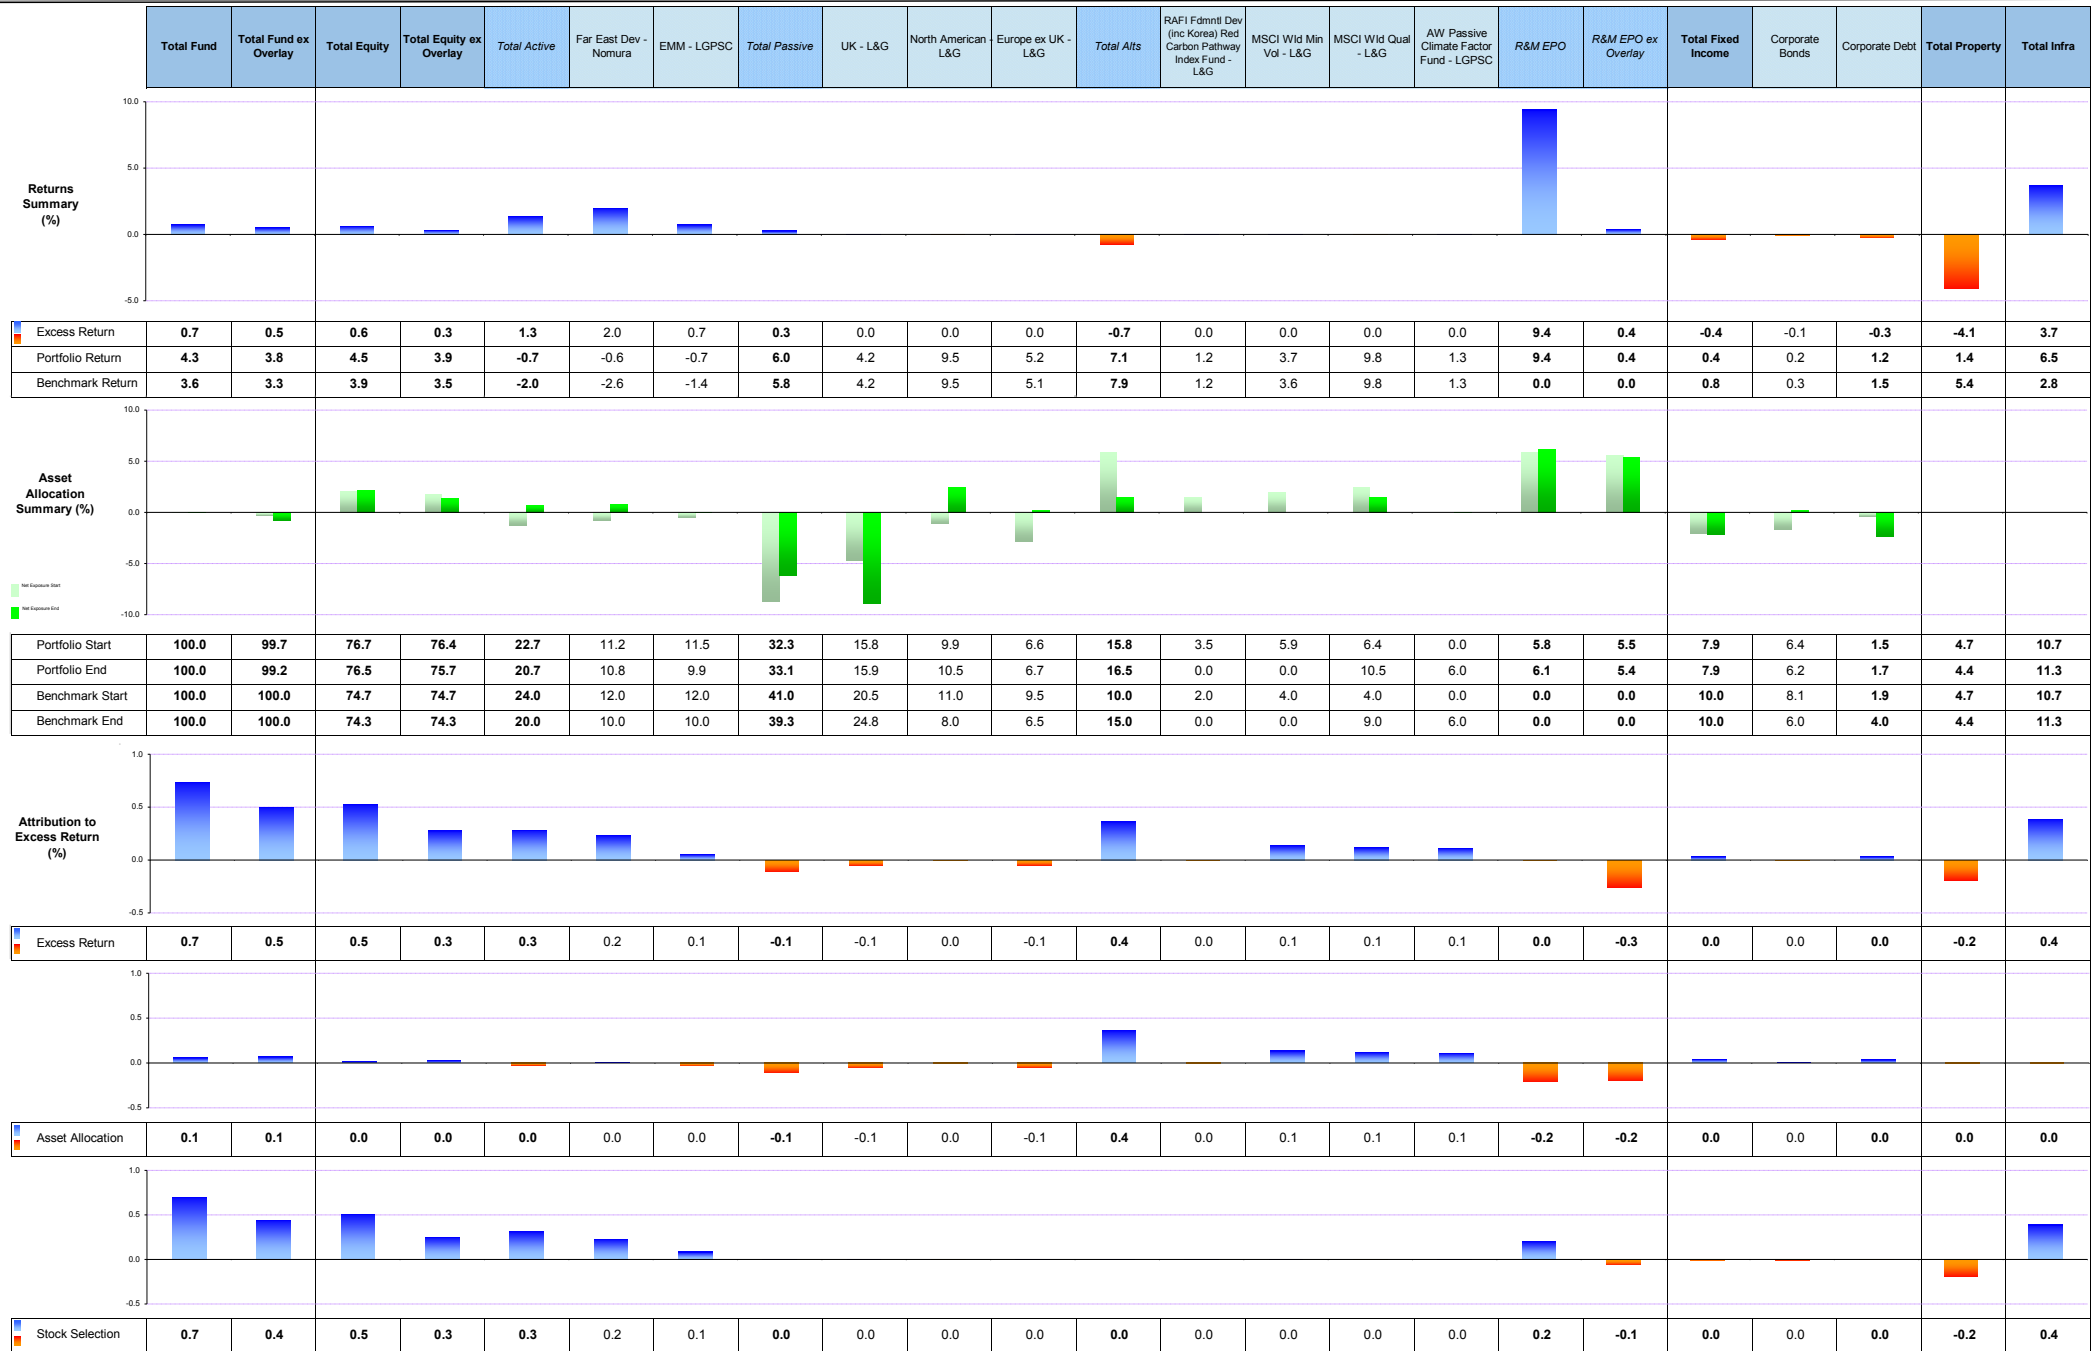 Total Fund | Total Fund ex Overlay | Total Equity | Total Equity ex Overlay | Total Active | Far East Dev - Nomura | EMM - LGPSC | Total Passive | UK - L&G | North American - L&G | Europe ex UK - L&G | Total Alts | RAFI Fdmntl Dev (inc Korea) Red Carbon Pathway Index Fund - L&G | MSCI Wld Min Vol - L&G | MSCI Wld Qual - L&G | AW Passive Climate Factor Fund - LGPSC | R&M EPO | R&M EPO ex Overlay | Total Fixed Income | Corporate Bonds | Corporate Debt | Total Property | Total Infra
Returns
Summary
(%)
10.0
5.0
0.0
-5.0
Excess Return | 0.7 | 0.5 | 0.6 | 0.3 | 1.3 | 2.0 | 0.7 | 0.3 | 0.0 | 0.0 | 0.0 | -0.7 | 0.0 | 0.0 | 0.0 | 0.0 | 9.4 | 0.4 | -0.4 | -0.1 | -0.3 | -4.1 | 3.7
Portfolio Return | 4.3 | 3.8 | 4.5 | 3.9 | -0.7 | -0.6 | -0.7 | 6.0 | 4.2 | 9.5 | 5.2 | 7.1 | 1.2 | 3.7 | 9.8 | 1.3 | 9.4 | 0.4 | 0.4 | 0.2 | 1.2 | 1.4 | 6.5
Benchmark Return | 3.6 | 3.3 | 3.9 | 3.5 | -2.0 | -2.6 | -1.4 | 5.8 | 4.2 | 9.5 | 5.1 | 7.9 | 1.2 | 3.6 | 9.8 | 1.3 | 0.0 | 0.0 | 0.8 | 0.3 | 1.5 | 5.4 | 2.8
Asset
Allocation
Summary (%)
10.0
5.0
0.0
-5.0
-10.0
Net Exposure Start
Net Exposure End
Portfolio Start | 100.0 | 99.7 | 76.7 | 76.4 | 22.7 | 11.2 | 11.5 | 32.3 | 15.8 | 9.9 | 6.6 | 15.8 | 3.5 | 5.9 | 6.4 | 0.0 | 5.8 | 5.5 | 7.9 | 6.4 | 1.5 | 4.7 | 10.7
Portfolio End | 100.0 | 99.2 | 76.5 | 75.7 | 20.7 | 10.8 | 9.9 | 33.1 | 15.9 | 10.5 | 6.7 | 16.5 | 0.0 | 0.0 | 10.5 | 6.0 | 6.1 | 5.4 | 7.9 | 6.2 | 1.7 | 4.4 | 11.3
Benchmark Start | 100.0 | 100.0 | 74.7 | 74.7 | 24.0 | 12.0 | 12.0 | 41.0 | 20.5 | 11.0 | 9.5 | 10.0 | 2.0 | 4.0 | 4.0 | 0.0 | 0.0 | 0.0 | 10.0 | 8.1 | 1.9 | 4.7 | 10.7
Benchmark End | 100.0 | 100.0 | 74.3 | 74.3 | 20.0 | 10.0 | 10.0 | 39.3 | 24.8 | 8.0 | 6.5 | 15.0 | 0.0 | 0.0 | 9.0 | 6.0 | 0.0 | 0.0 | 10.0 | 6.0 | 4.0 | 4.4 | 11.3
Attribution to
Excess Return
(%)
1.0
0.5
0.0
-0.5
Excess Return | 0.7 | 0.5 | 0.5 | 0.3 | 0.3 | 0.2 | 0.1 | -0.1 | -0.1 | 0.0 | -0.1 | 0.4 | 0.0 | 0.1 | 0.1 | 0.1 | 0.0 | -0.3 | 0.0 | 0.0 | 0.0 | -0.2 | 0.4
1.0
0.5
0.0
-0.5
Asset Allocation | 0.1 | 0.1 | 0.0 | 0.0 | 0.0 | 0.0 | 0.0 | -0.1 | -0.1 | 0.0 | -0.1 | 0.4 | 0.0 | 0.1 | 0.1 | 0.1 | -0.2 | -0.2 | 0.0 | 0.0 | 0.0 | 0.0 | 0.0
1.0
0.5
0.0
-0.5
Stock Selection | 0.7 | 0.4 | 0.5 | 0.3 | 0.3 | 0.2 | 0.1 | 0.0 | 0.0 | 0.0 | 0.0 | 0.0 | 0.0 | 0.0 | 0.0 | 0.0 | 0.2 | -0.1 | 0.0 | 0.0 | 0.0 | -0.2 | 0.4